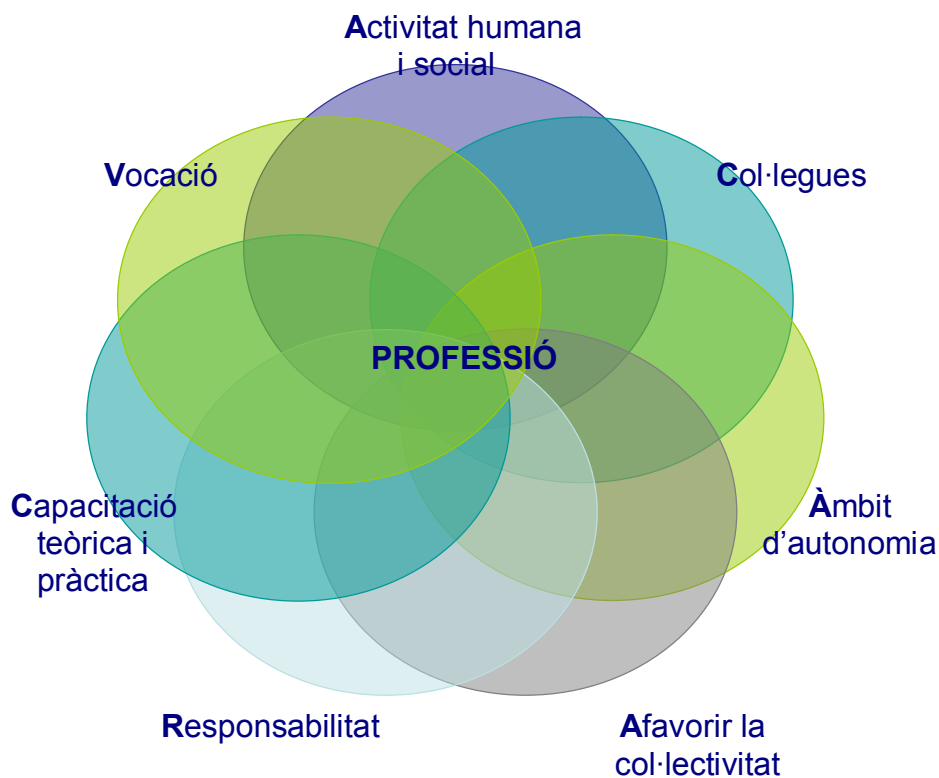 Activitat humana
i social
Vocació
Col·legues
PROFESSIÓ
Capacitació
teòrica i
pràctica
Àmbit
d’autonomia
Responsabilitat
Afavorir la
col·lectivitat